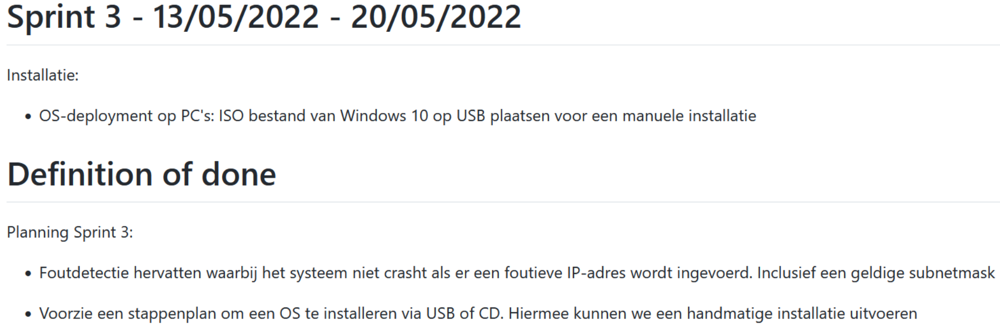 Sprint 3 - 13/05/2022 - 20/05/2022
Installatie:
• OS-deployment op PC's: ISO bestand van Windows 10 op USB plaatsen voor een manuele installatie
Definition of done
Planning Sprint 3:
• Foutdetectie hervatten waarbij het systeem niet crasht als er een foutieve IP-adres wordt ingevoerd. Inclusief een geldige subnetmask
• Voorzie een stappenplan om een OS te installeren via USB of CD. Hiermee kunnen we een handmatige installatie uitvoeren